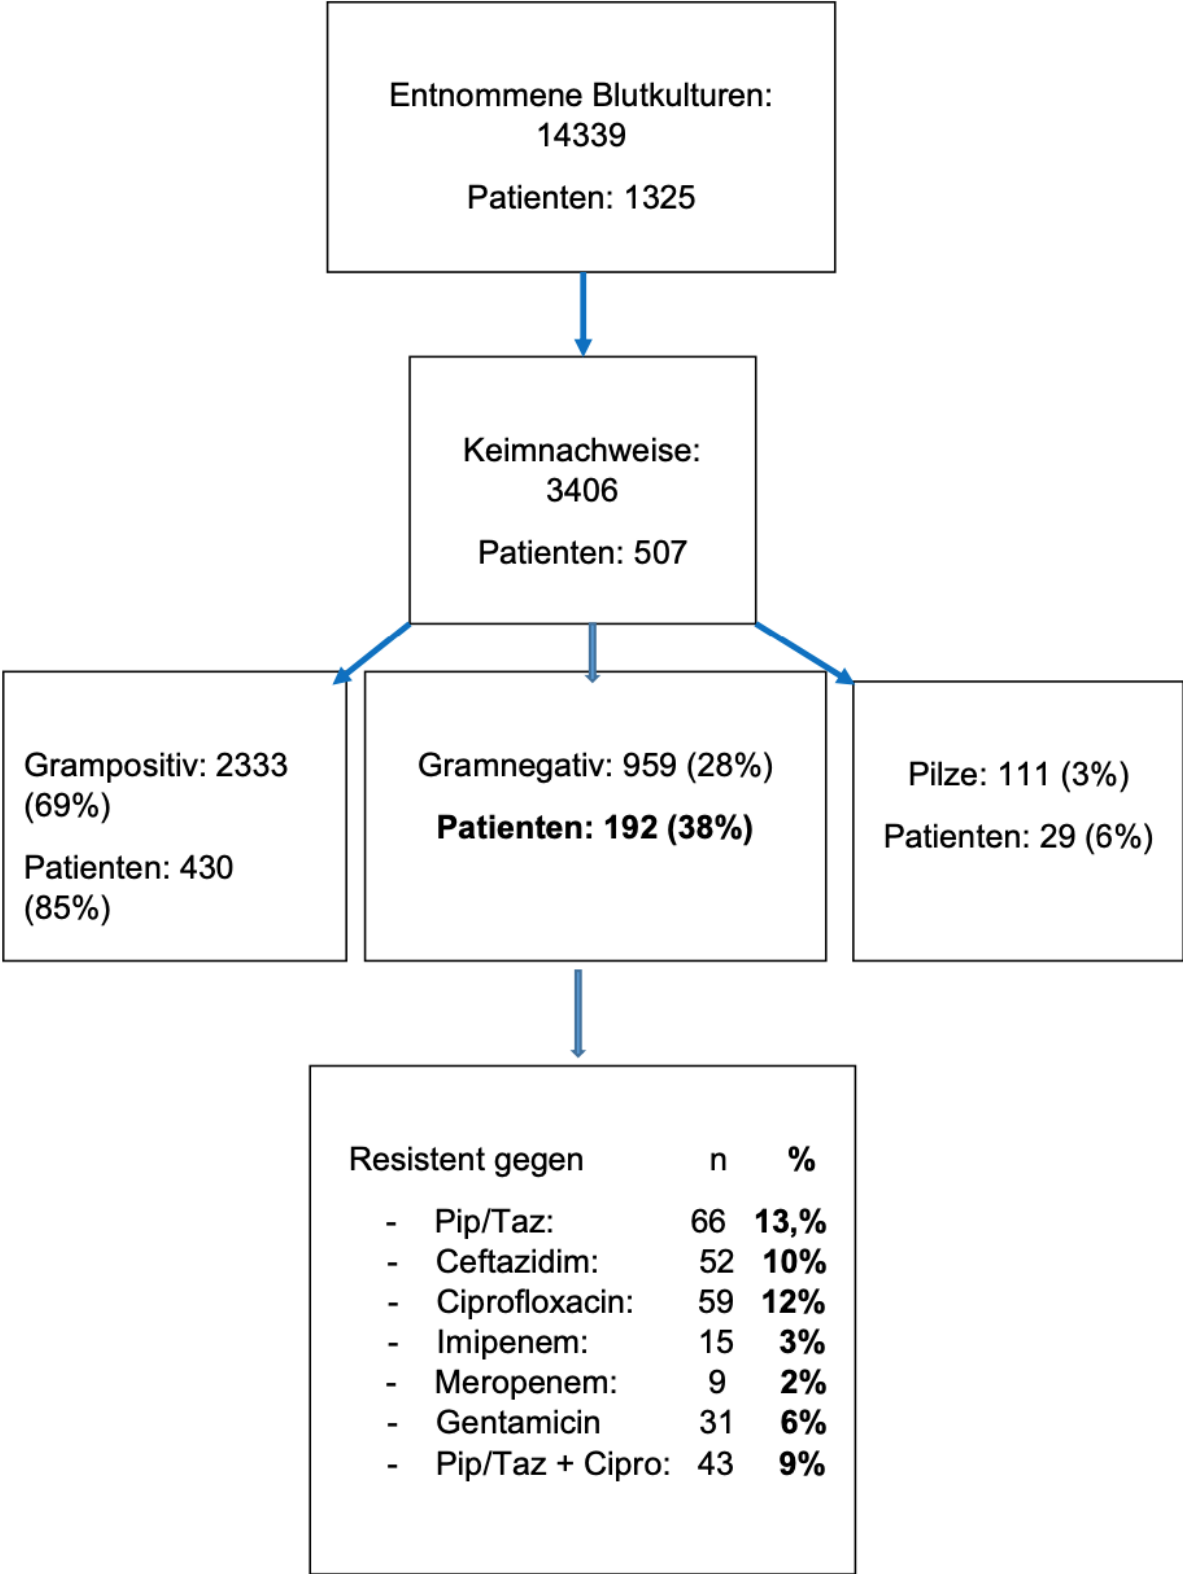 Entnommene Blutkulturen:
14339
Patienten: 1325
Keimnachweise:
3406
Patienten: 507
Grampositiv: 2333
(69%)
Patienten: 430
(85%)
Gramnegativ: 959 (28%)
Patienten: 192 (38%)
Pilze: 111 (3%)
Patienten: 29 (6%)
Resistent gegen n %
- Pip/Taz: 66 13,%
- Ceftazidim: 52 10%
- Ciprofloxacin: 59 12%
- Imipenem: 15 3%
- Meropenem: 9 2%
- Gentamicin 31 6%
- Pip/Taz + Cipro: 43 9%